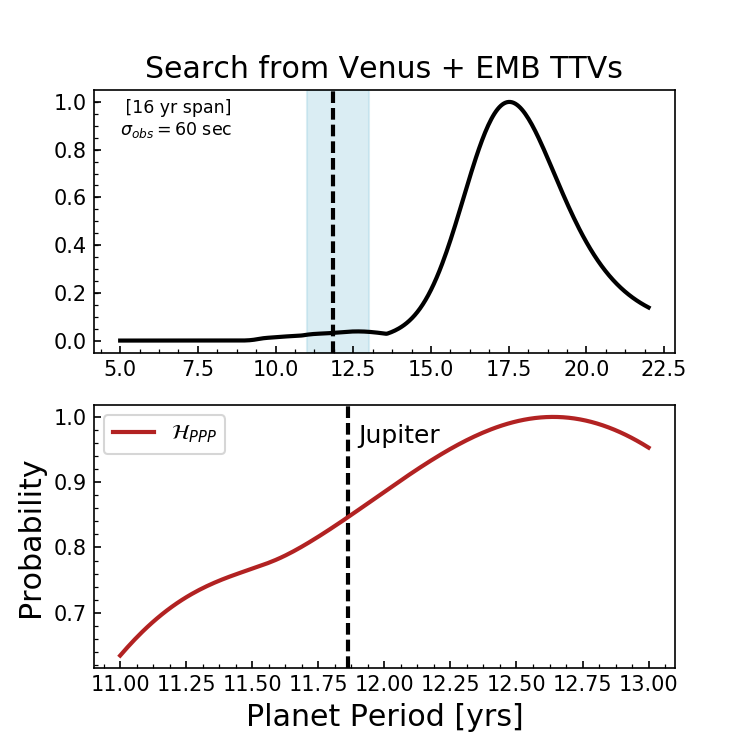 Search from Venus + EMB TTVs
[16 yr span]
σ_obs = 60 sec
1.0
0.8
0.6
0.4
0.2
0.0
5.0 7.5 10.0 12.5 15.0 17.5 20.0 22.5
ℋ_PPP
Jupiter
1.0
0.9
0.8
0.7
Probability
11.00 11.25 11.50 11.75 12.00 12.25 12.50 12.75 13.00
Planet Period [yrs]